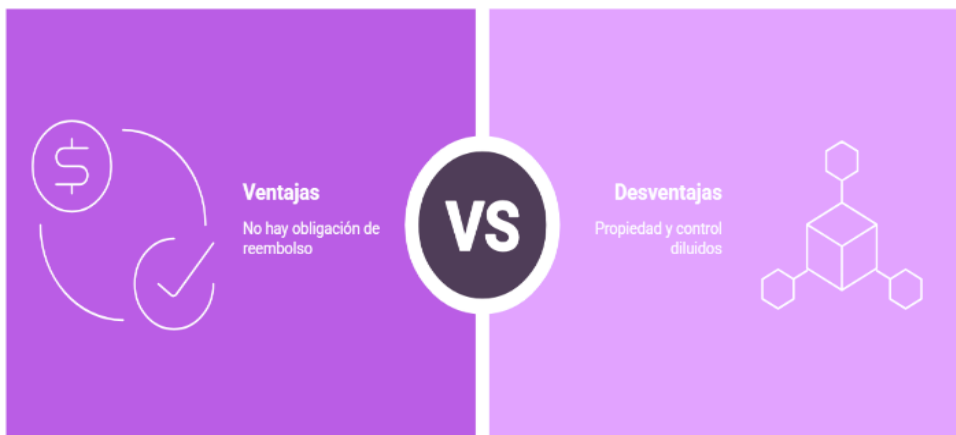 Ventajas
No hay obligación de
reembolso
VS
Desventajas
Propiedad y control
diluidos